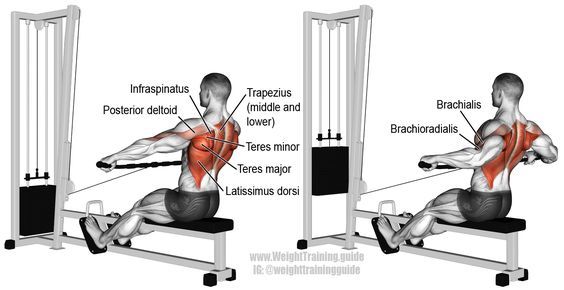 Infraspinatus
Posterior deltoid
Trapezius
(middle and
lower)
Teres minor
Teres major
Latissimus dorsi
Brachialis
Brachioradialis
www.WeightTraining.guide
IG: @weighttrainingguide